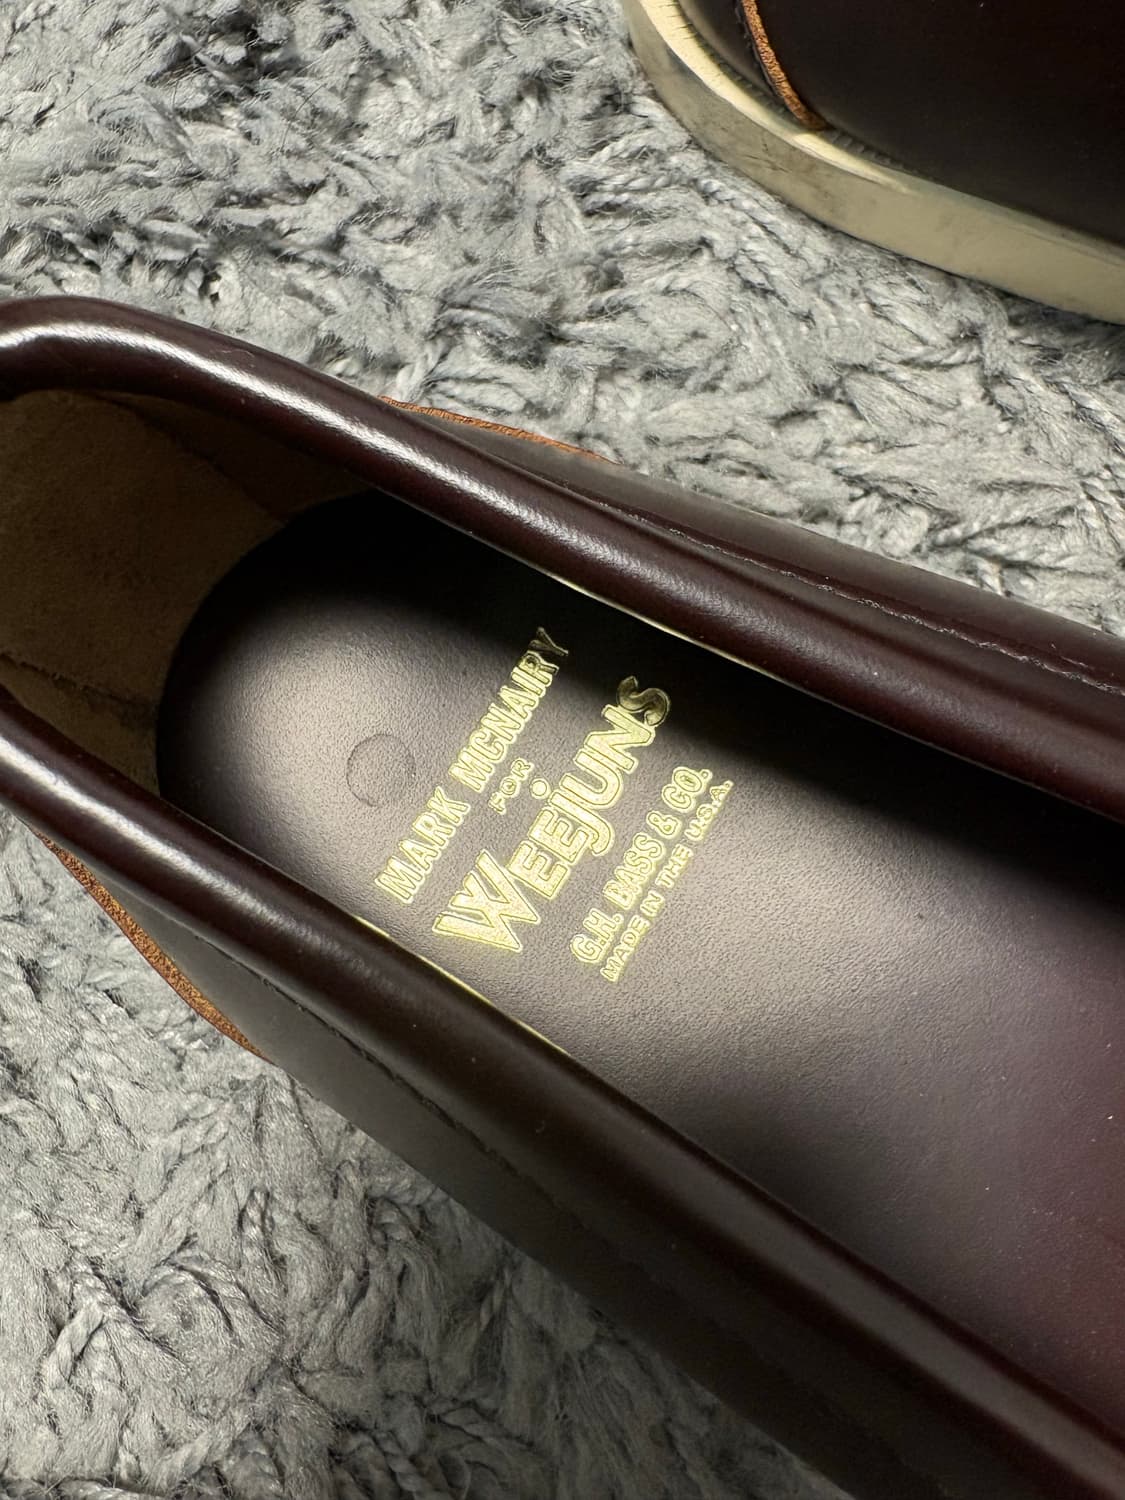 MARK MCNAIRY
FOR
WEEJUNS
G.H. BASS & CO.
MADE IN THE U.S.A.